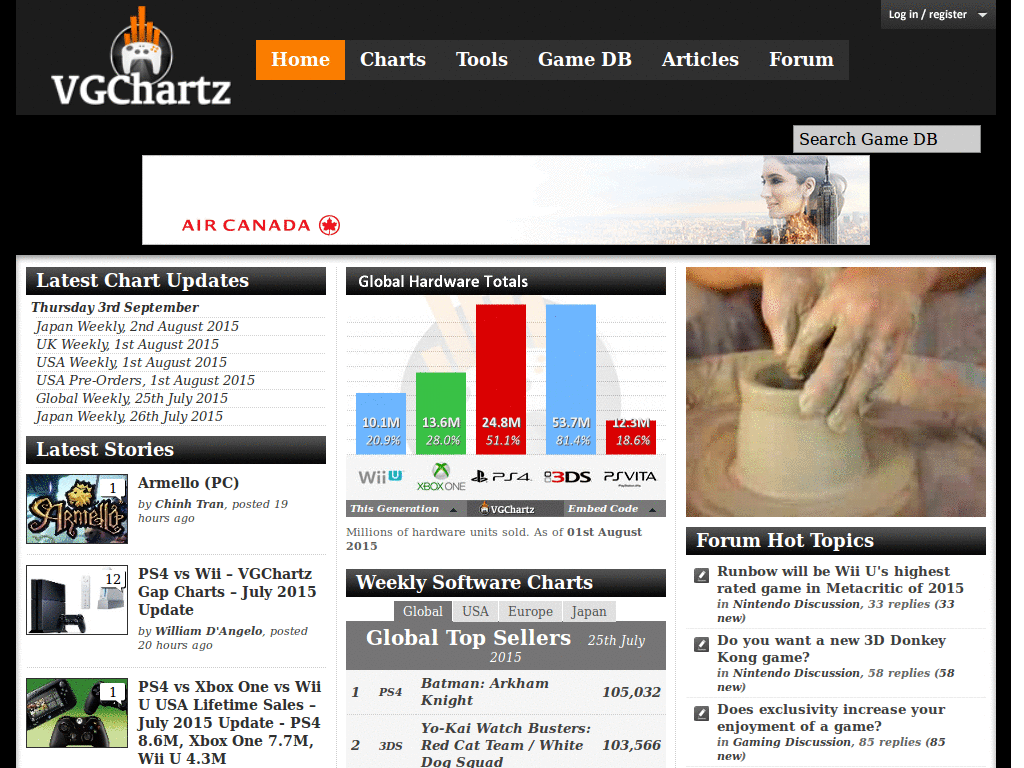 Log in / register
VGChartz
Home Charts Tools Game DB Articles Forum
Search Game DB
AIR CANADA
Latest Chart Updates
Thursday 3rd September
Japan Weekly, 2nd August 2015
UK Weekly, 1st August 2015
USA Weekly, 1st August 2015
USA Pre-Orders, 1st August 2015
Global Weekly, 25th July 2015
Japan Weekly, 26th July 2015
Latest Stories
1
Armello
Armello (PC)
by Chinh Tran, posted 19
hours ago
12
PS4 vs Wii – VGChartz
Gap Charts – July 2015
Update
by William D'Angelo, posted
20 hours ago
1
PS4 vs Xbox One vs Wii
U USA Lifetime Sales –
July 2015 Update - PS4
8.6M, Xbox One 7.7M,
Wii U 4.3M
Global Hardware Totals
10.1M 13.6M 24.8M 53.7M 12.3M
20.9% 28.0% 51.1% 81.4% 18.6%
WiiU XBOX ONE PS4 3DS PSVITA
This Generation VGChartz Embed Code
Millions of hardware units sold. As of 01st August
2015
Weekly Software Charts
Global USA Europe Japan
Global Top Sellers 25th July
2015
1 PS4 Batman: Arkham
Knight 105,032
2 3DS Yo-Kai Watch Busters:
Red Cat Team / White
Dog Squad 103,566
Forum Hot Topics
Runbow will be Wii U's highest
rated game in Metacritic of 2015
in Nintendo Discussion, 33 replies (33
new)
Do you want a new 3D Donkey
Kong game?
in Nintendo Discussion, 58 replies (58
new)
Does exclusivity increase your
enjoyment of a game?
in Gaming Discussion, 85 replies (85
new)